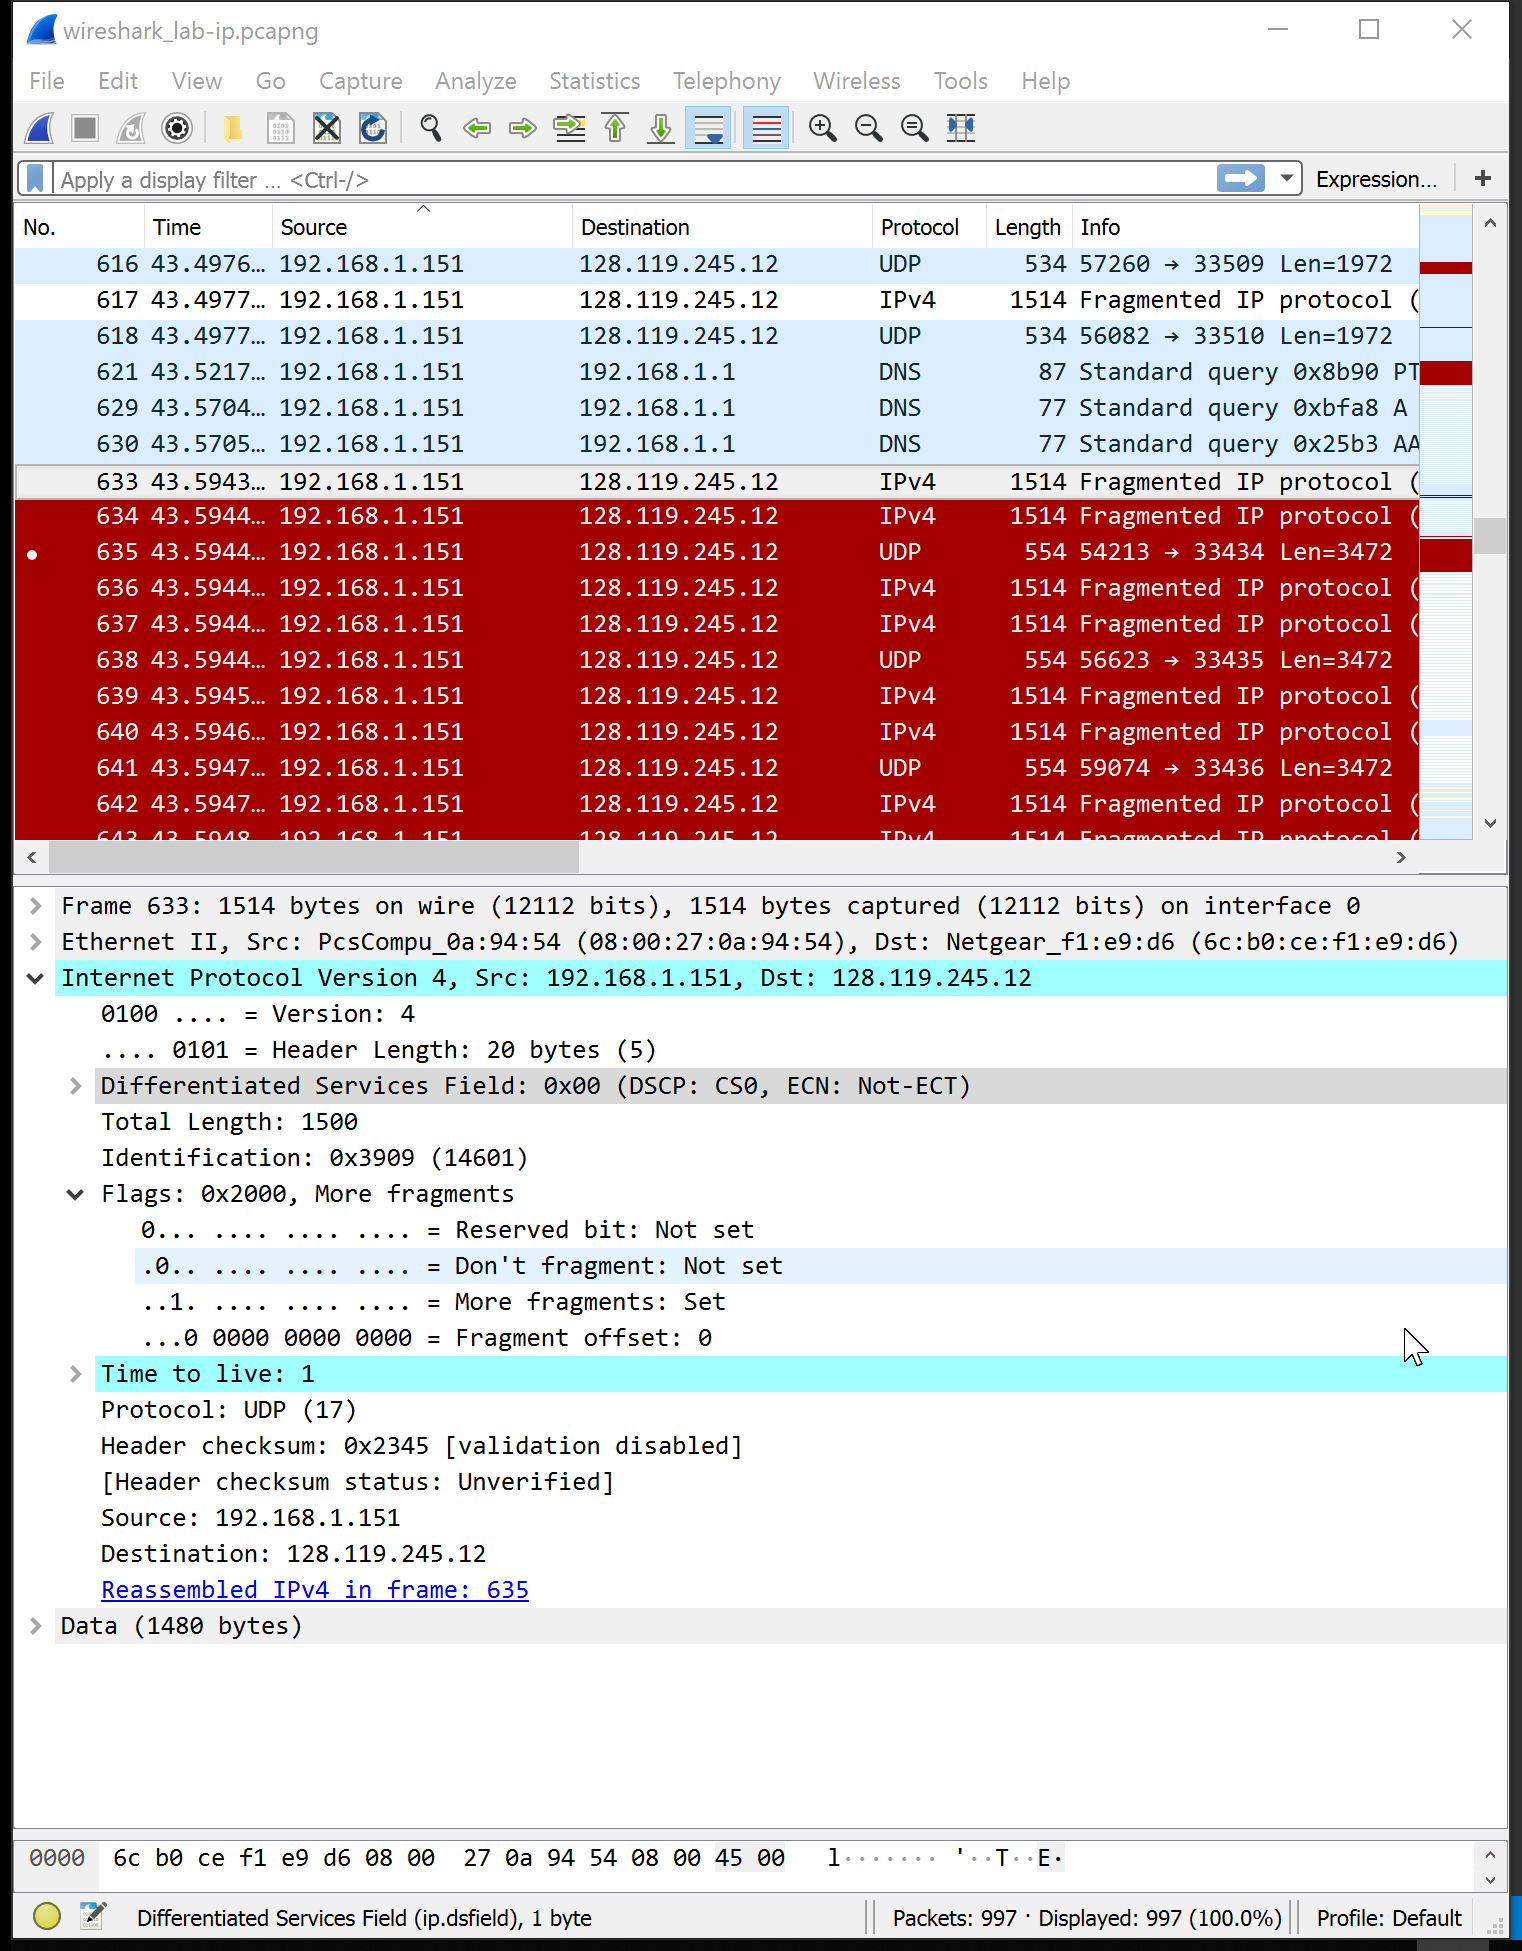 wireshark_lab-ip.pcapng
File Edit View Go Capture Analyze Statistics Telephony Wireless Tools Help
Apply a display filter ... <Ctrl-/> Expression... +
No. Time Source Destination Protocol Length Info
616 43.4976… 192.168.1.151 128.119.245.12 UDP 534 57260 → 33509 Len=1972
617 43.4977… 192.168.1.151 128.119.245.12 IPv4 1514 Fragmented IP protocol (
618 43.4977… 192.168.1.151 128.119.245.12 UDP 534 56082 → 33510 Len=1972
621 43.5217… 192.168.1.151 192.168.1.1 DNS 87 Standard query 0x8b90 PT
629 43.5704… 192.168.1.151 192.168.1.1 DNS 77 Standard query 0xbfa8 A
630 43.5705… 192.168.1.151 192.168.1.1 DNS 77 Standard query 0x25b3 AA
633 43.5943… 192.168.1.151 128.119.245.12 IPv4 1514 Fragmented IP protocol (
634 43.5944… 192.168.1.151 128.119.245.12 IPv4 1514 Fragmented IP protocol (
635 43.5944… 192.168.1.151 128.119.245.12 UDP 554 54213 → 33434 Len=3472
636 43.5944… 192.168.1.151 128.119.245.12 IPv4 1514 Fragmented IP protocol (
637 43.5944… 192.168.1.151 128.119.245.12 IPv4 1514 Fragmented IP protocol (
638 43.5944… 192.168.1.151 128.119.245.12 UDP 554 56623 → 33435 Len=3472
639 43.5945… 192.168.1.151 128.119.245.12 IPv4 1514 Fragmented IP protocol (
640 43.5946… 192.168.1.151 128.119.245.12 IPv4 1514 Fragmented IP protocol (
641 43.5947… 192.168.1.151 128.119.245.12 UDP 554 59074 → 33436 Len=3472
642 43.5947… 192.168.1.151 128.119.245.12 IPv4 1514 Fragmented IP protocol (
643 43.5948… 192.168.1.151 128.119.245.12 IPv4 1514 Fragmented IP protocol (
Frame 633: 1514 bytes on wire (12112 bits), 1514 bytes captured (12112 bits) on interface 0
Ethernet II, Src: PcsCompu_0a:94:54 (08:00:27:0a:94:54), Dst: Netgear_f1:e9:d6 (6c:b0:ce:f1:e9:d6)
Internet Protocol Version 4, Src: 192.168.1.151, Dst: 128.119.245.12
0100 .... = Version: 4
.... 0101 = Header Length: 20 bytes (5)
Differentiated Services Field: 0x00 (DSCP: CS0, ECN: Not-ECT)
Total Length: 1500
Identification: 0x3909 (14601)
Flags: 0x2000, More fragments
0... .... .... .... = Reserved bit: Not set
.0.. .... .... .... = Don't fragment: Not set
..1. .... .... .... = More fragments: Set
...0 0000 0000 0000 = Fragment offset: 0
Time to live: 1
Protocol: UDP (17)
Header checksum: 0x2345 [validation disabled]
[Header checksum status: Unverified]
Source: 192.168.1.151
Destination: 128.119.245.12
Reassembled IPv4 in frame: 635
Data (1480 bytes)
0000 6c b0 ce f1 e9 d6 08 00 27 0a 94 54 08 00 45 00 l······· '··T··E·
Differentiated Services Field (ip.dsfield), 1 byte Packets: 997 · Displayed: 997 (100.0%) Profile: Default